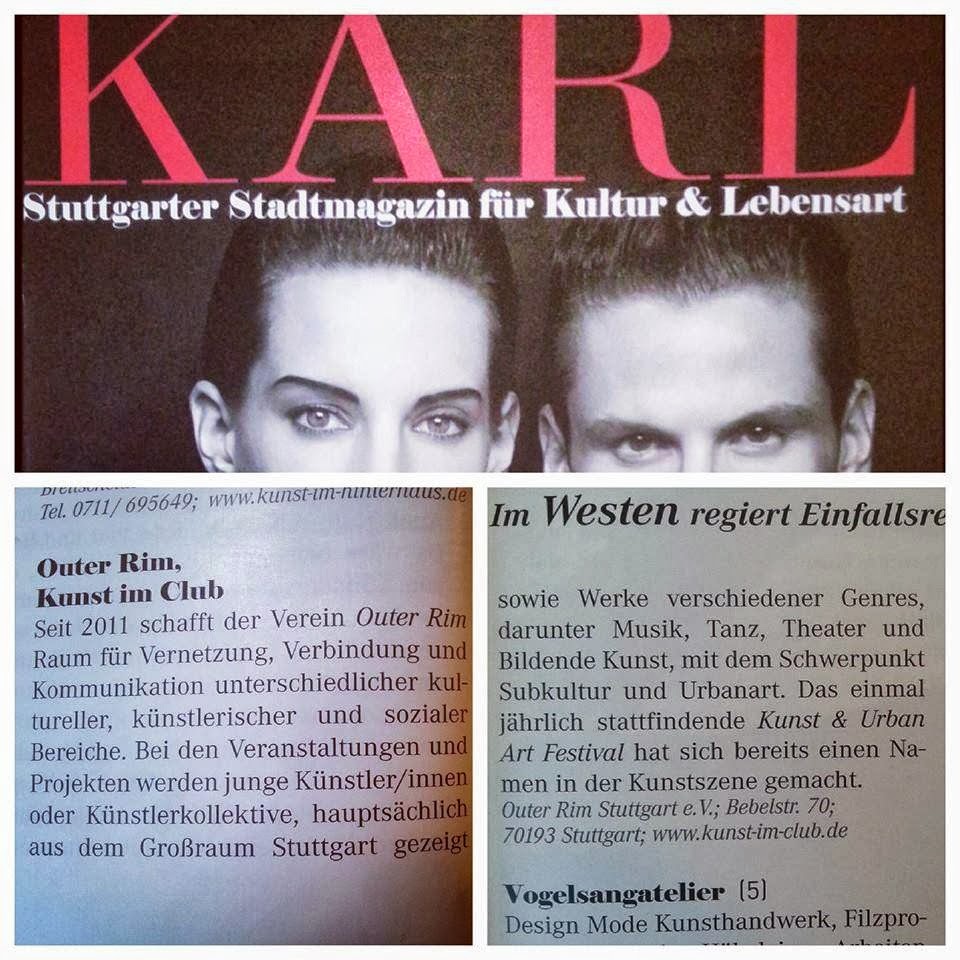 KARL
Stuttgarter Stadtmagazin für Kultur & Lebensart
Tel. 0711/ 695649; www.kunst-im-hinterhaus.de
Outer Rim,
Kunst im Club
Seit 2011 schafft der Verein Outer Rim
Raum für Vernetzung, Verbindung und
Kommunikation unterschiedlicher kul-
tureller, künstlerischer und sozialer
Bereiche. Bei den Veranstaltungen und
Projekten werden junge Künstler/innen
oder Künstlerkollektive, hauptsächlich
aus dem Großraum Stuttgart gezeigt
Im Westen regiert Einfallsre
sowie Werke verschiedener Genres,
darunter Musik, Tanz, Theater und
Bildende Kunst, mit dem Schwerpunkt
Subkultur und Urbanart. Das einmal
jährlich stattfindende Kunst & Urban
Art Festival hat sich bereits einen Na-
men in der Kunstszene gemacht.
Outer Rim Stuttgart e.V.; Bebelstr. 70;
70193 Stuttgart; www.kunst-im-club.de
Vogelsangatelier (5)
Design Mode Kunsthandwerk, Filzpro-